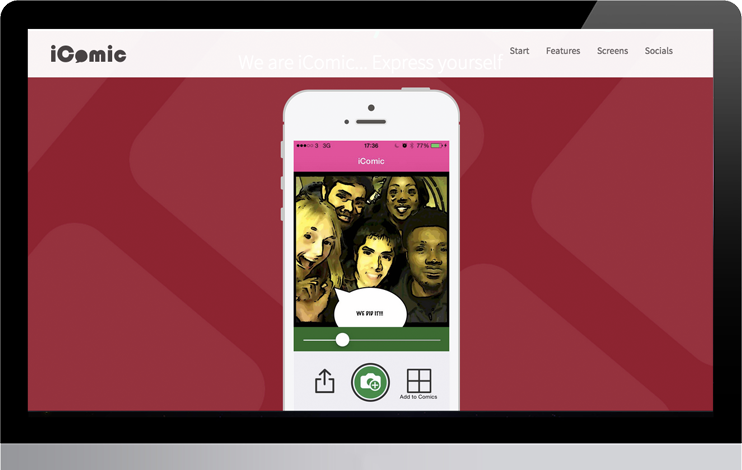 iComic
We are iComic... Express yourself
Start Features Screens Socials
3 3G 17:36 77%
iComic
WE DID IT!!
Add to Comics